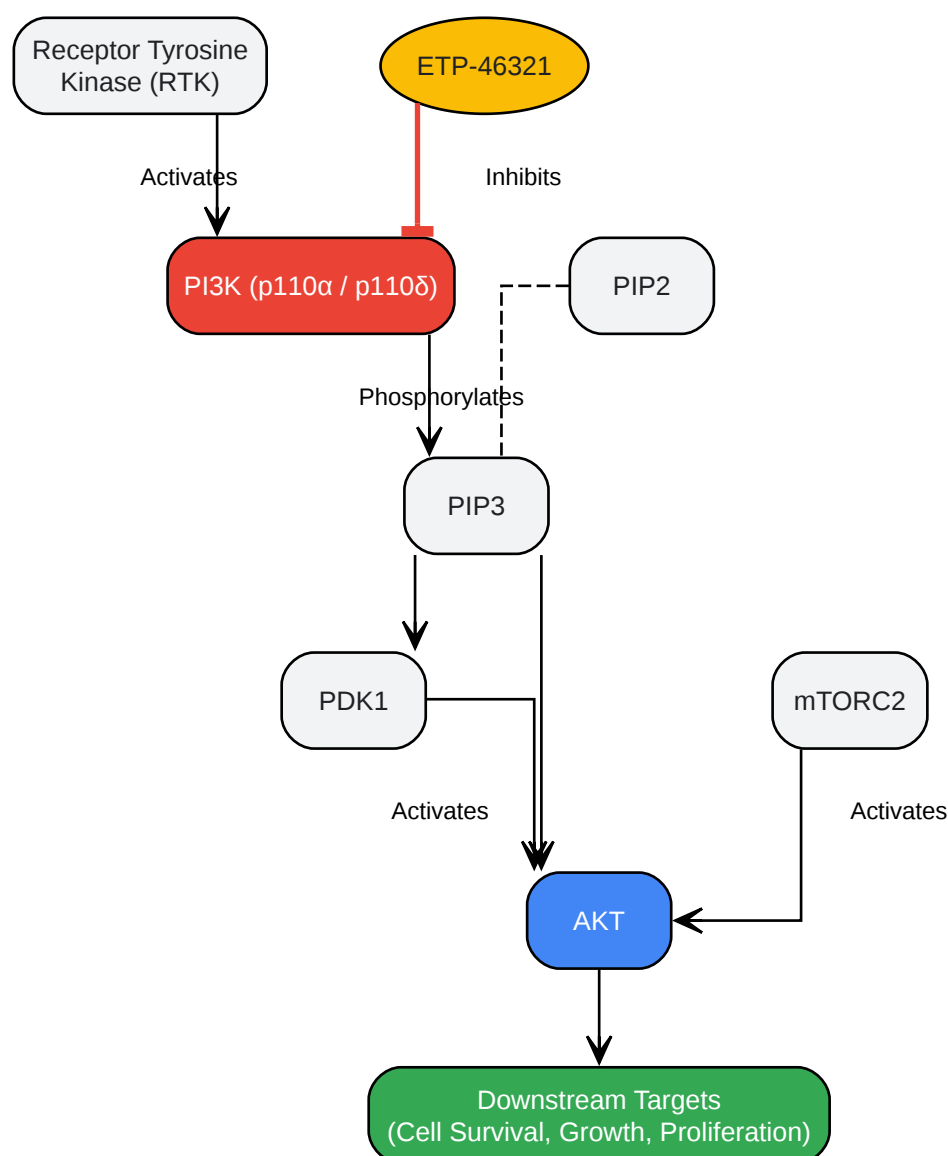 Receptor Tyrosine
Kinase (RTK)
ETP-46321
Activates
Inhibits
PI3K (p110α / p110δ)
PIP2
Phosphorylates
PIP3
PDK1
mTORC2
Activates
Activates
AKT
Downstream Targets
(Cell Survival, Growth, Proliferation)